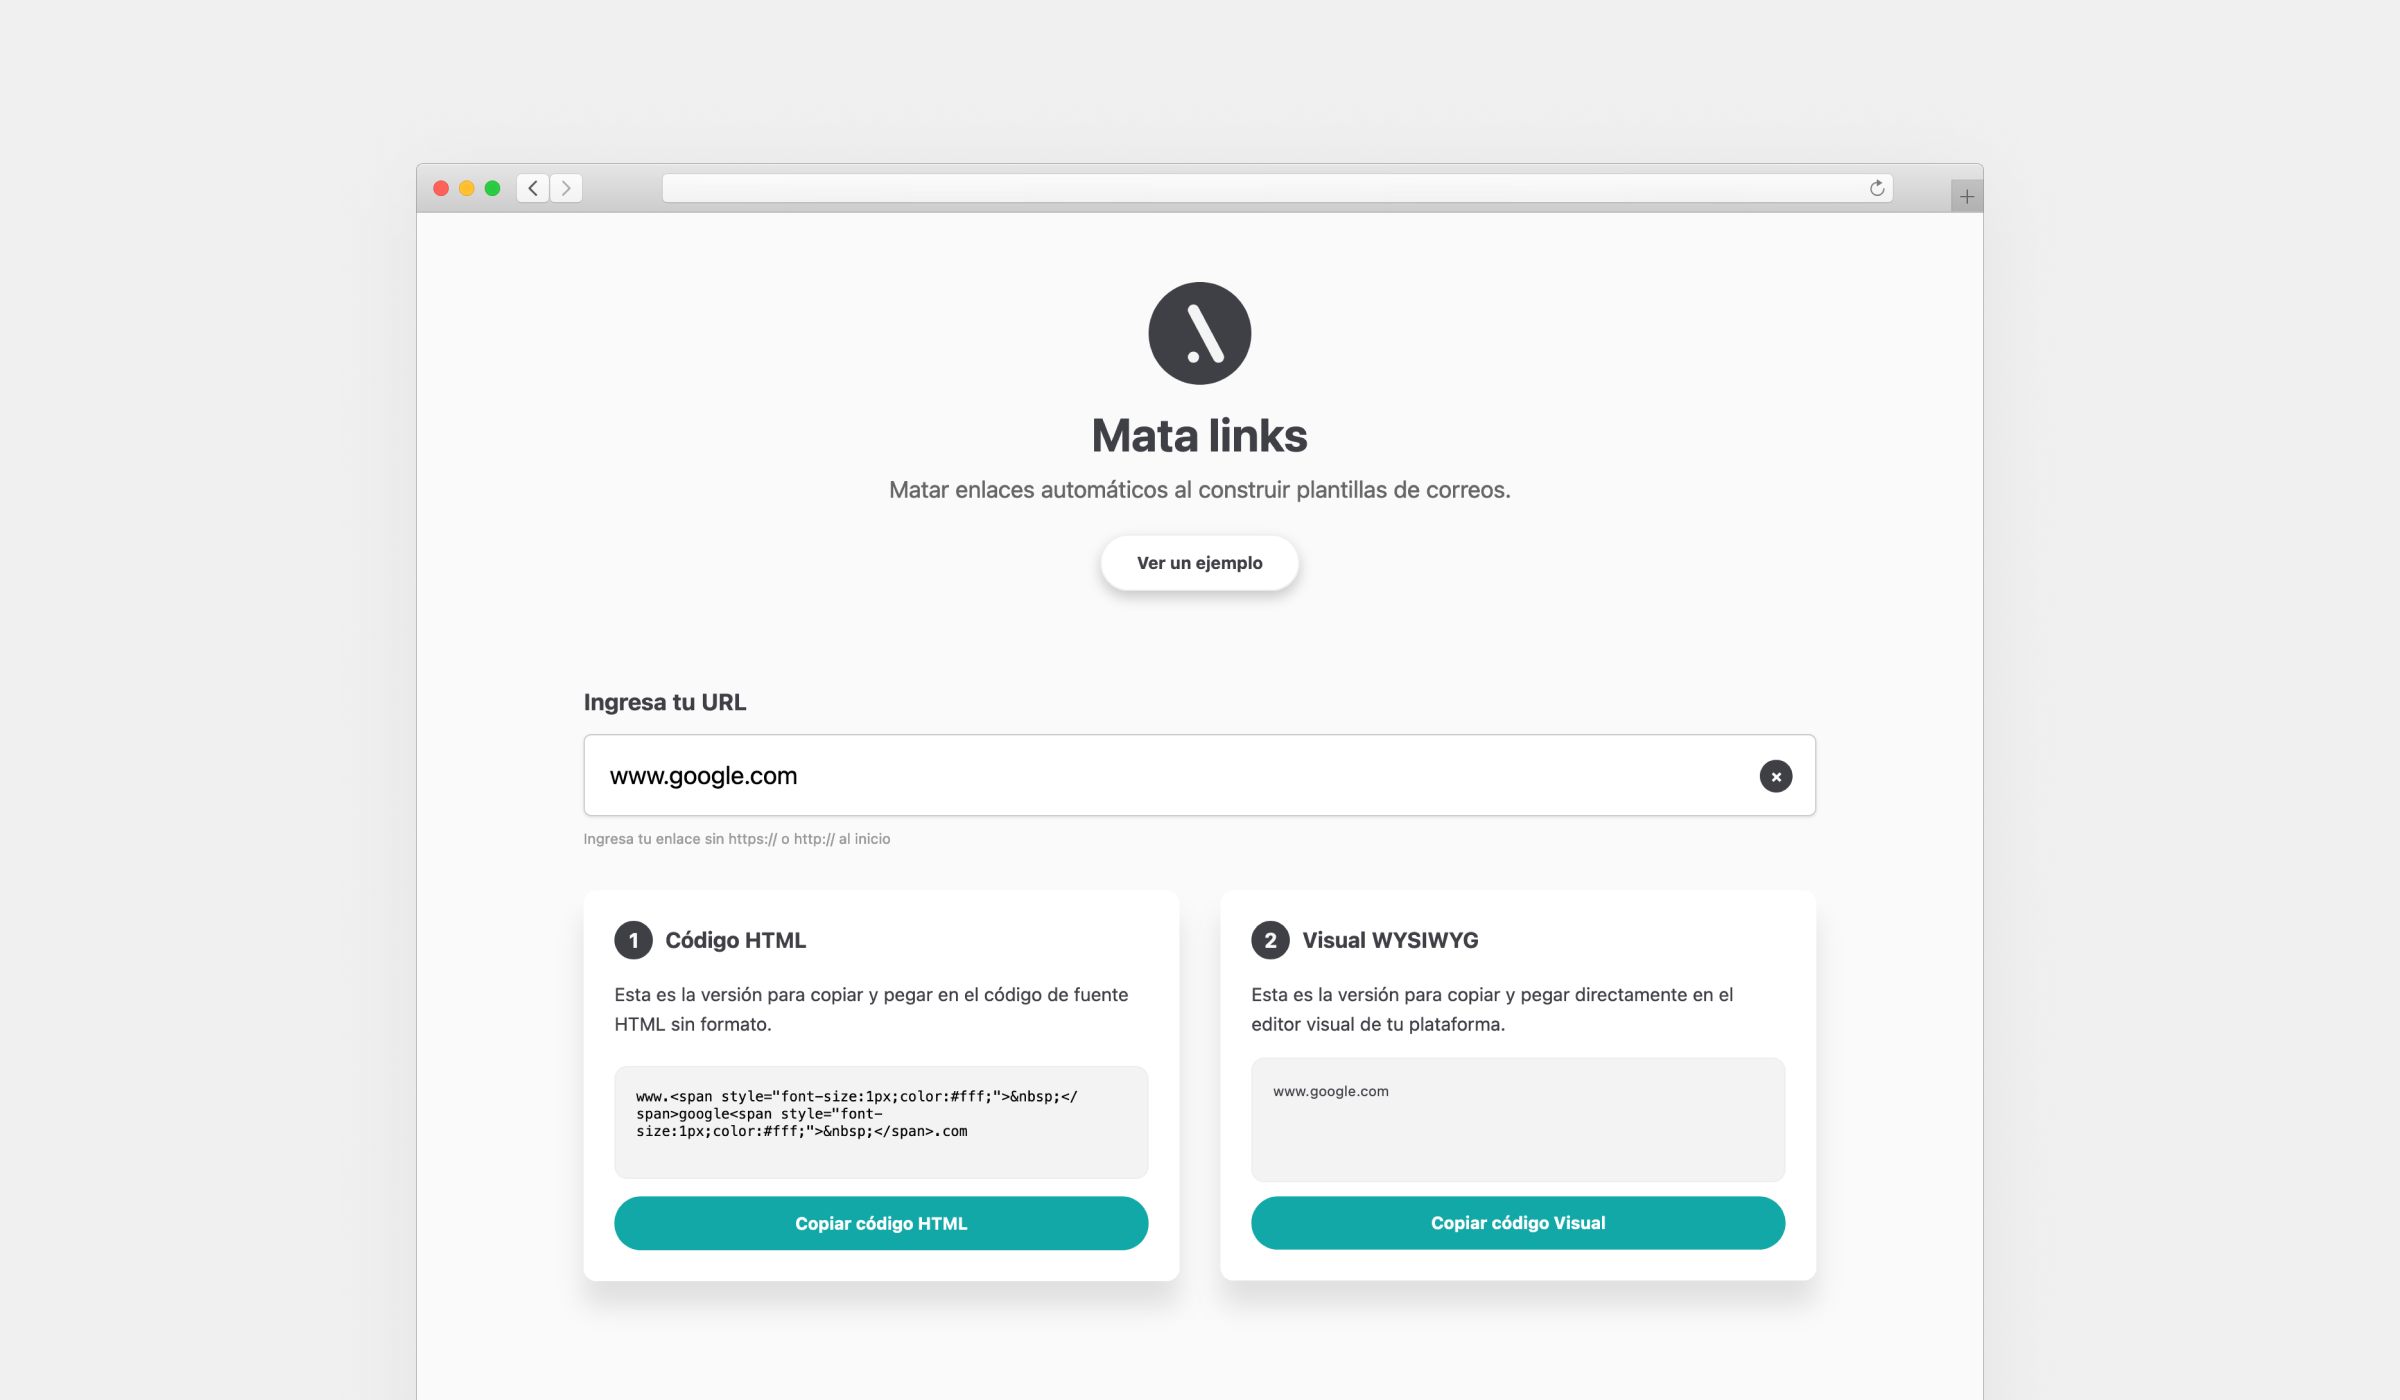 Mata links
Matar enlaces automáticos al construir plantillas de correos.
Ver un ejemplo
Ingresa tu URL
www.google.com
Ingresa tu enlace sin https:// o http:// al inicio
1 Código HTML
Esta es la versión para copiar y pegar en el código de fuente
HTML sin formato.
www.<span style="font-size:1px;color:#fff;">&nbsp;</
span>google<span style="font-
size:1px;color:#fff;">&nbsp;</span>.com
Copiar código HTML
2 Visual WYSIWYG
Esta es la versión para copiar y pegar directamente en el
editor visual de tu plataforma.
www.google.com
Copiar código Visual